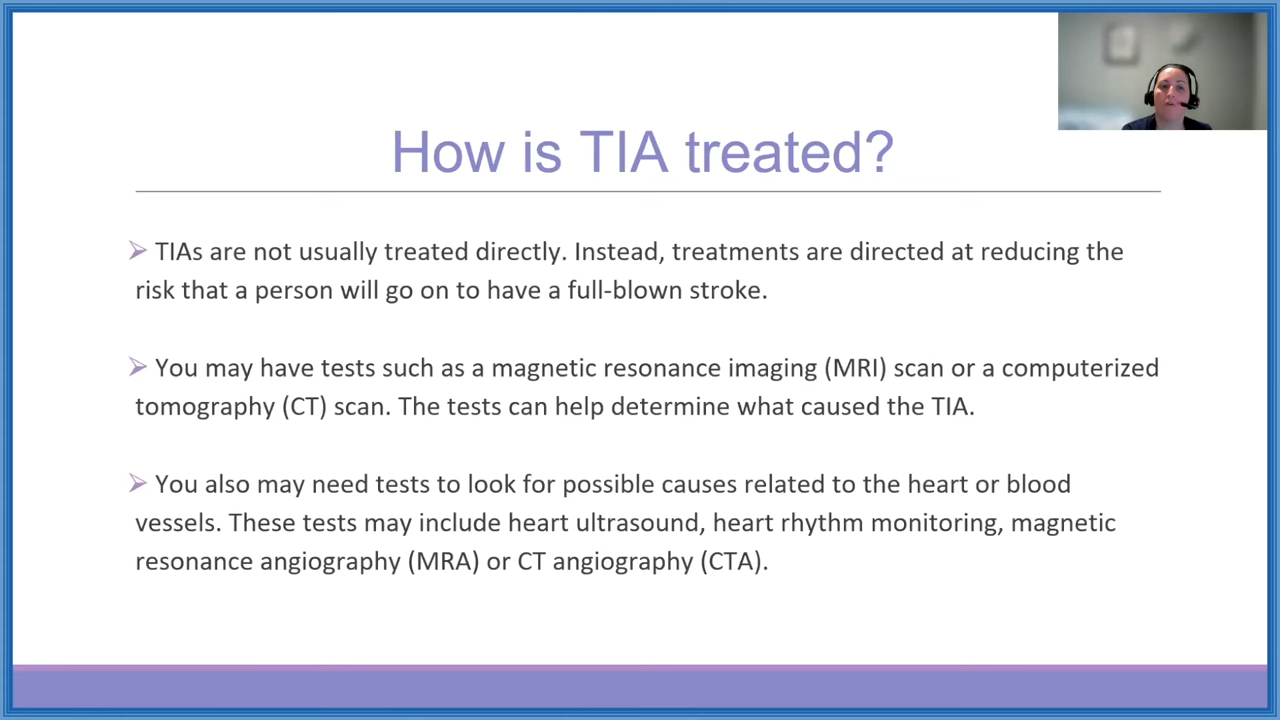 How is TIA treated?
➢ TIAs are not usually treated directly. Instead, treatments are directed at reducing the
risk that a person will go on to have a full-blown stroke.
➢ You may have tests such as a magnetic resonance imaging (MRI) scan or a computerized
tomography (CT) scan. The tests can help determine what caused the TIA.
➢ You also may need tests to look for possible causes related to the heart or blood
vessels. These tests may include heart ultrasound, heart rhythm monitoring, magnetic
resonance angiography (MRA) or CT angiography (CTA).